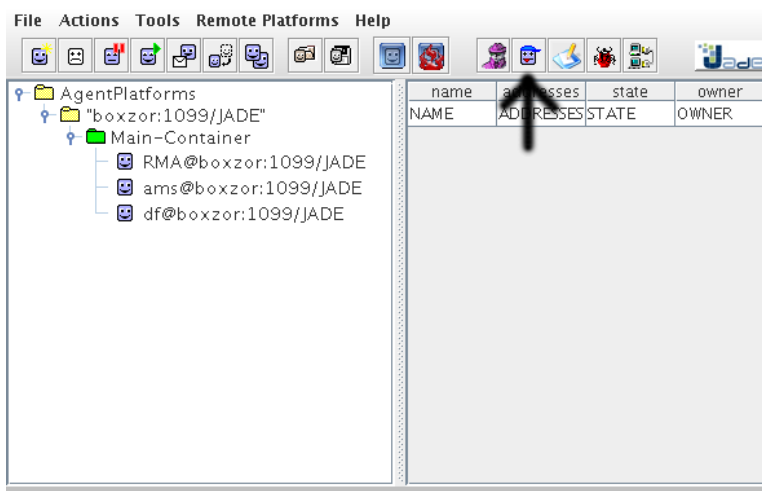 File Actions Tools Remote Platforms Help
Jade
AgentPlatforms
"boxzor:1099/JADE"
Main-Container
RMA@boxzor:1099/JADE
ams@boxzor:1099/JADE
df@boxzor:1099/JADE
name addresses state owner
NAME ADDRESSES STATE OWNER